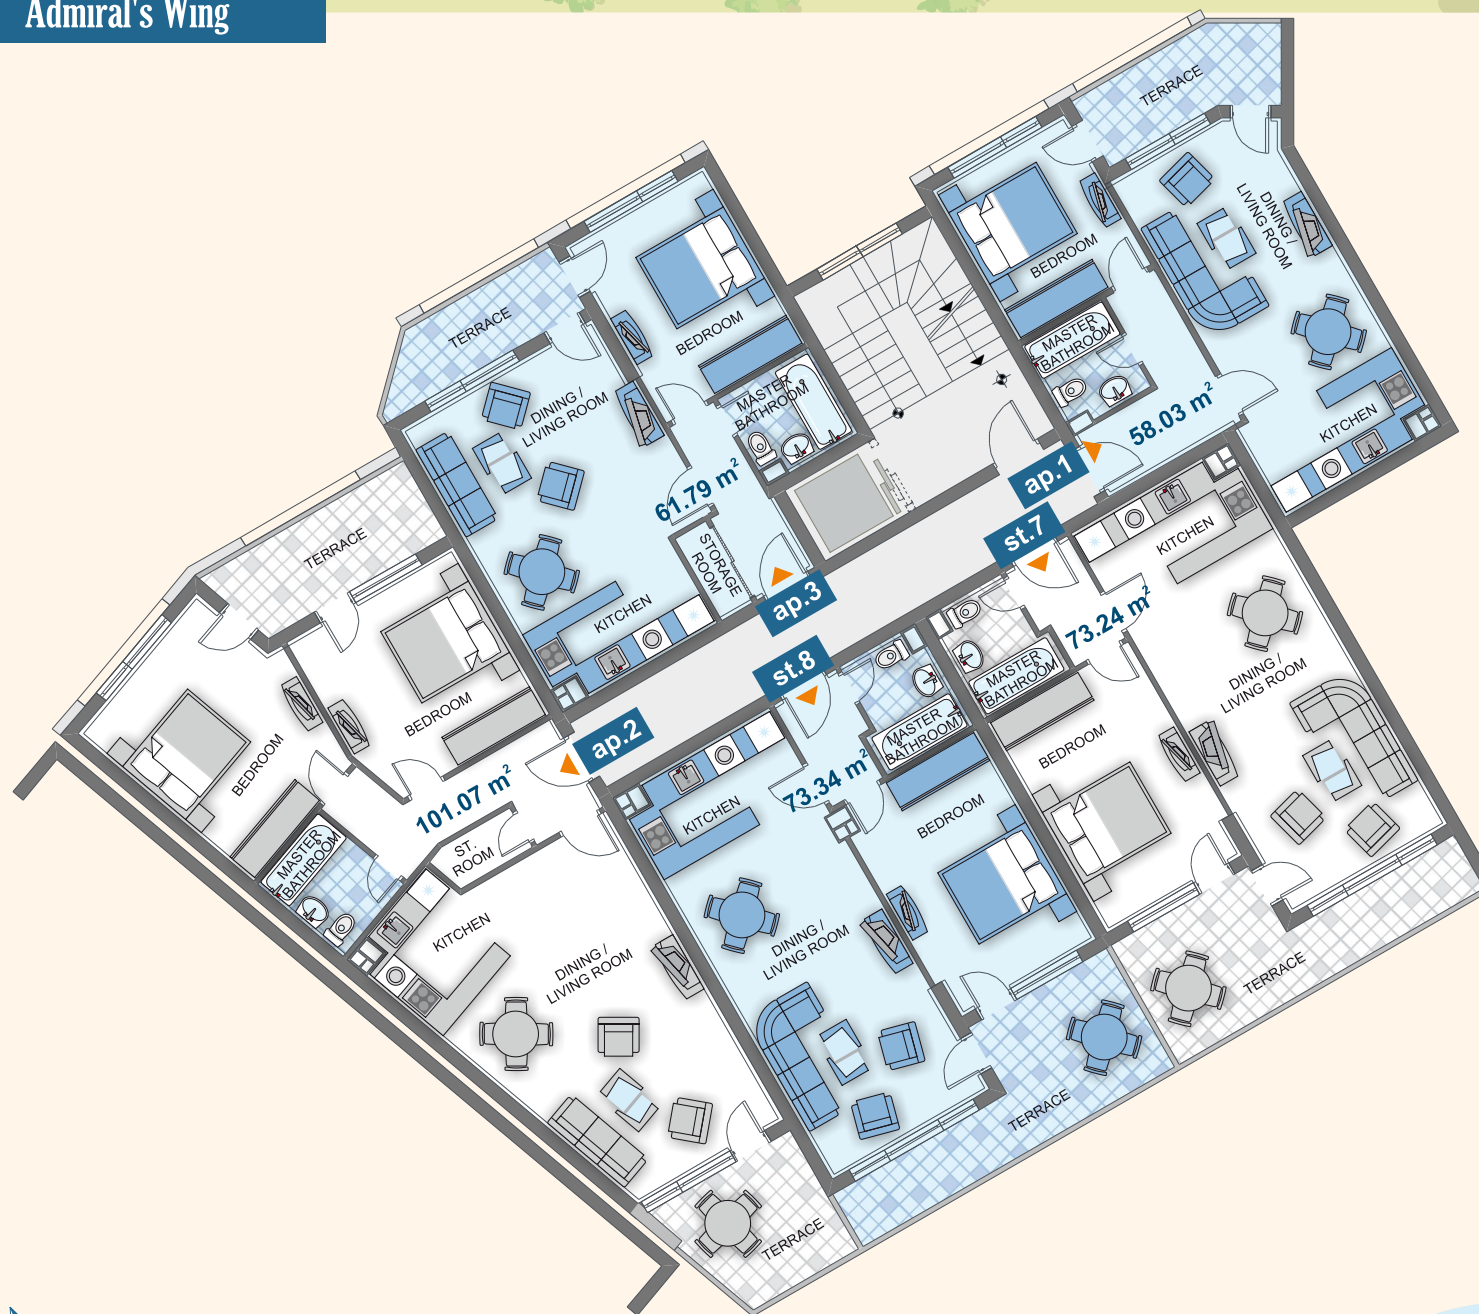 Admiral's Wing
TERRACE
BEDROOM
DINING /
LIVING ROOM
MASTER
BATHROOM
58.03 m²
KITCHEN
ap.1
TERRACE
BEDROOM
DINING /
LIVING ROOM
MASTER
BATHROOM
61.79 m²
STORAGE
ROOM
KITCHEN
ap.3
st.7
KITCHEN
73.24 m²
MASTER
BATHROOM
DINING /
LIVING ROOM
BEDROOM
TERRACE
st.8
MASTER
BATHROOM
73.34 m²
KITCHEN
BEDROOM
DINING /
LIVING ROOM
TERRACE
ap.2
TERRACE
BEDROOM
BEDROOM
101.07 m²
MASTER
BATHROOM
ST.
ROOM
KITCHEN
DINING /
LIVING ROOM
TERRACE